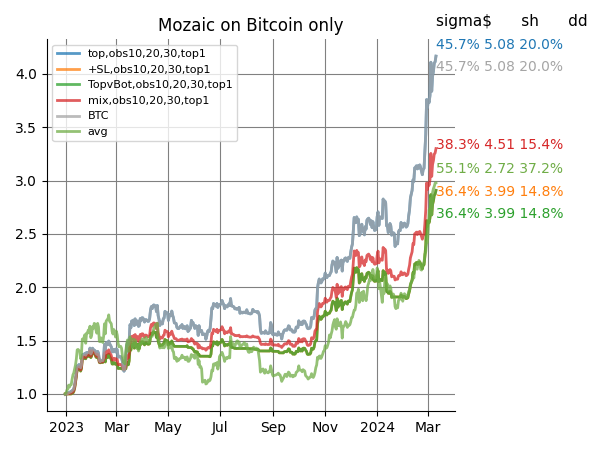 Mozaic on Bitcoin only
sigma$ sh dd
top,obs10,20,30,top1
+SL,obs10,20,30,top1
TopvBot,obs10,20,30,top1
mix,obs10,20,30,top1
BTC
avg
45.7% 5.08 20.0%
45.7% 5.08 20.0%
38.3% 4.51 15.4%
55.1% 2.72 37.2%
36.4% 3.99 14.8%
36.4% 3.99 14.8%
4.0
3.5
3.0
2.5
2.0
1.5
1.0
2023 Mar May Jul Sep Nov 2024 Mar